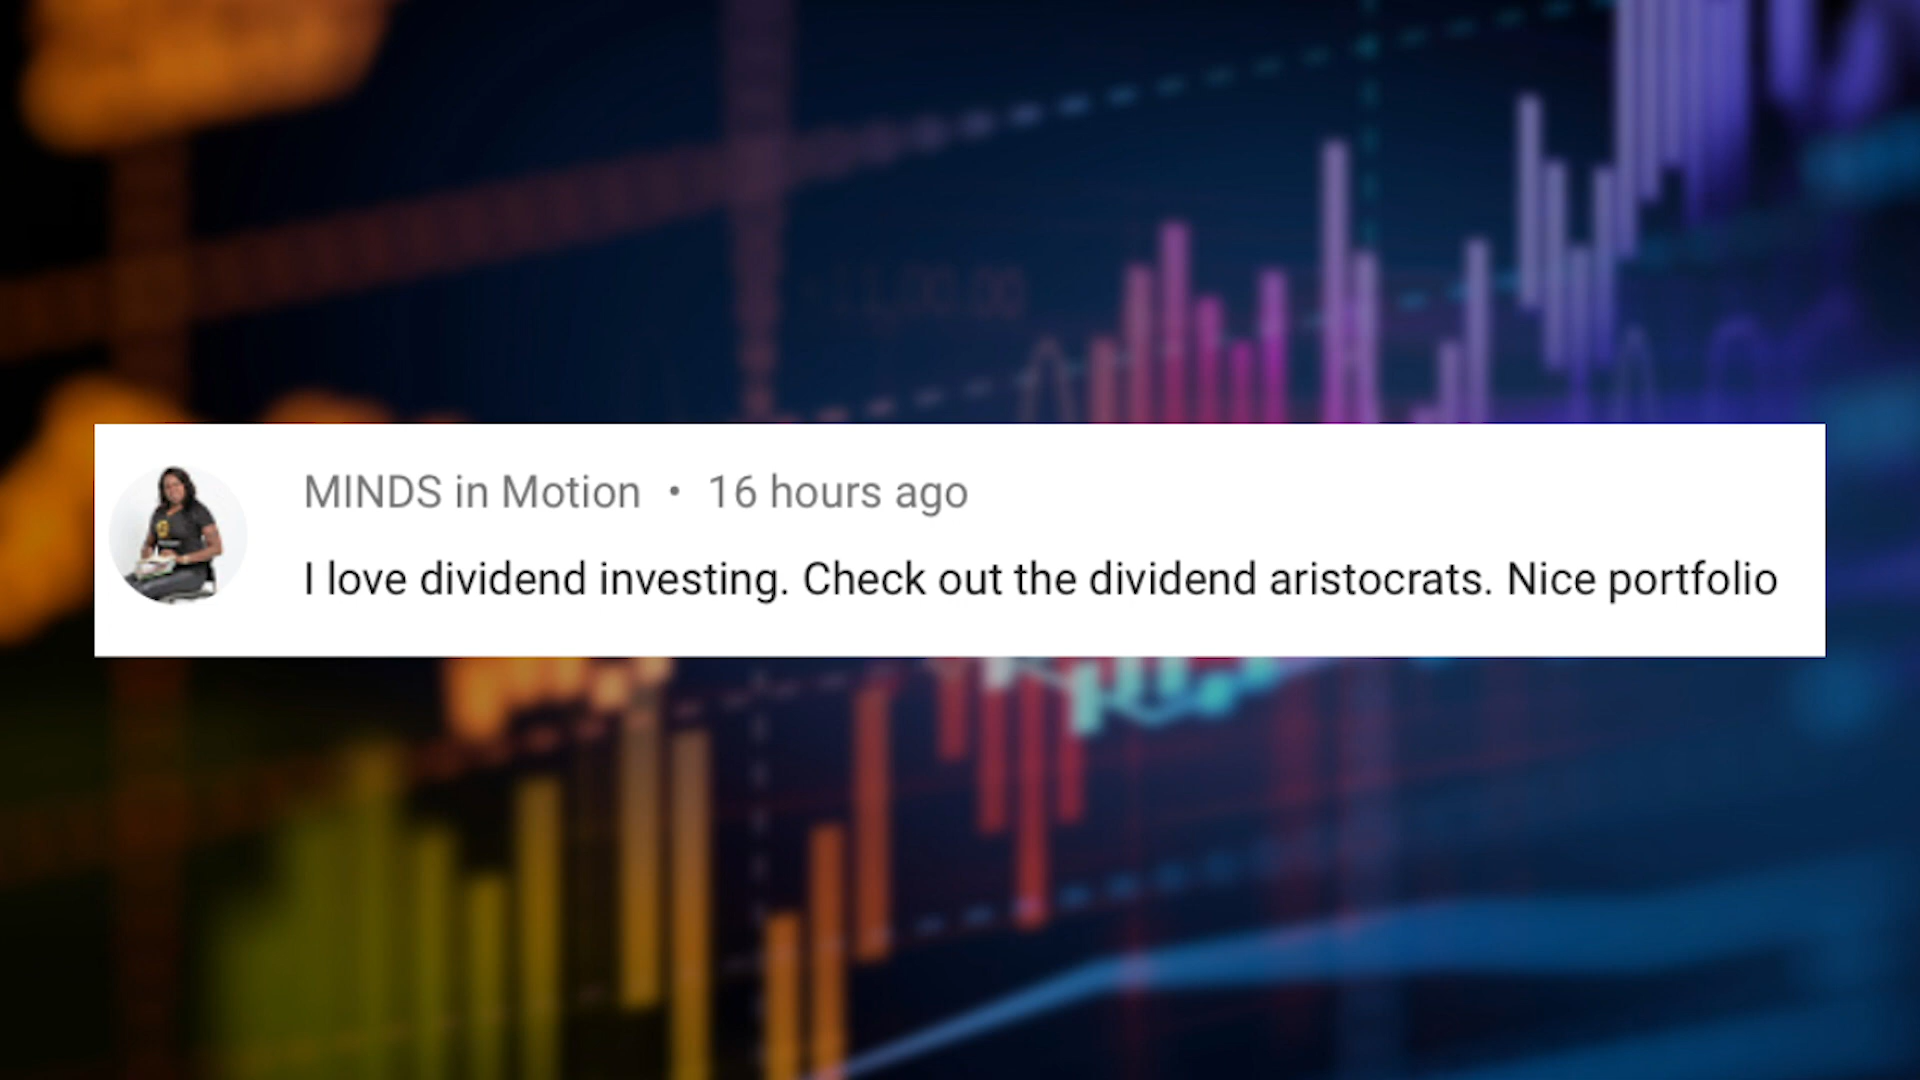 MINDS in Motion • 16 hours ago
I love dividend investing. Check out the dividend aristocrats. Nice portfolio